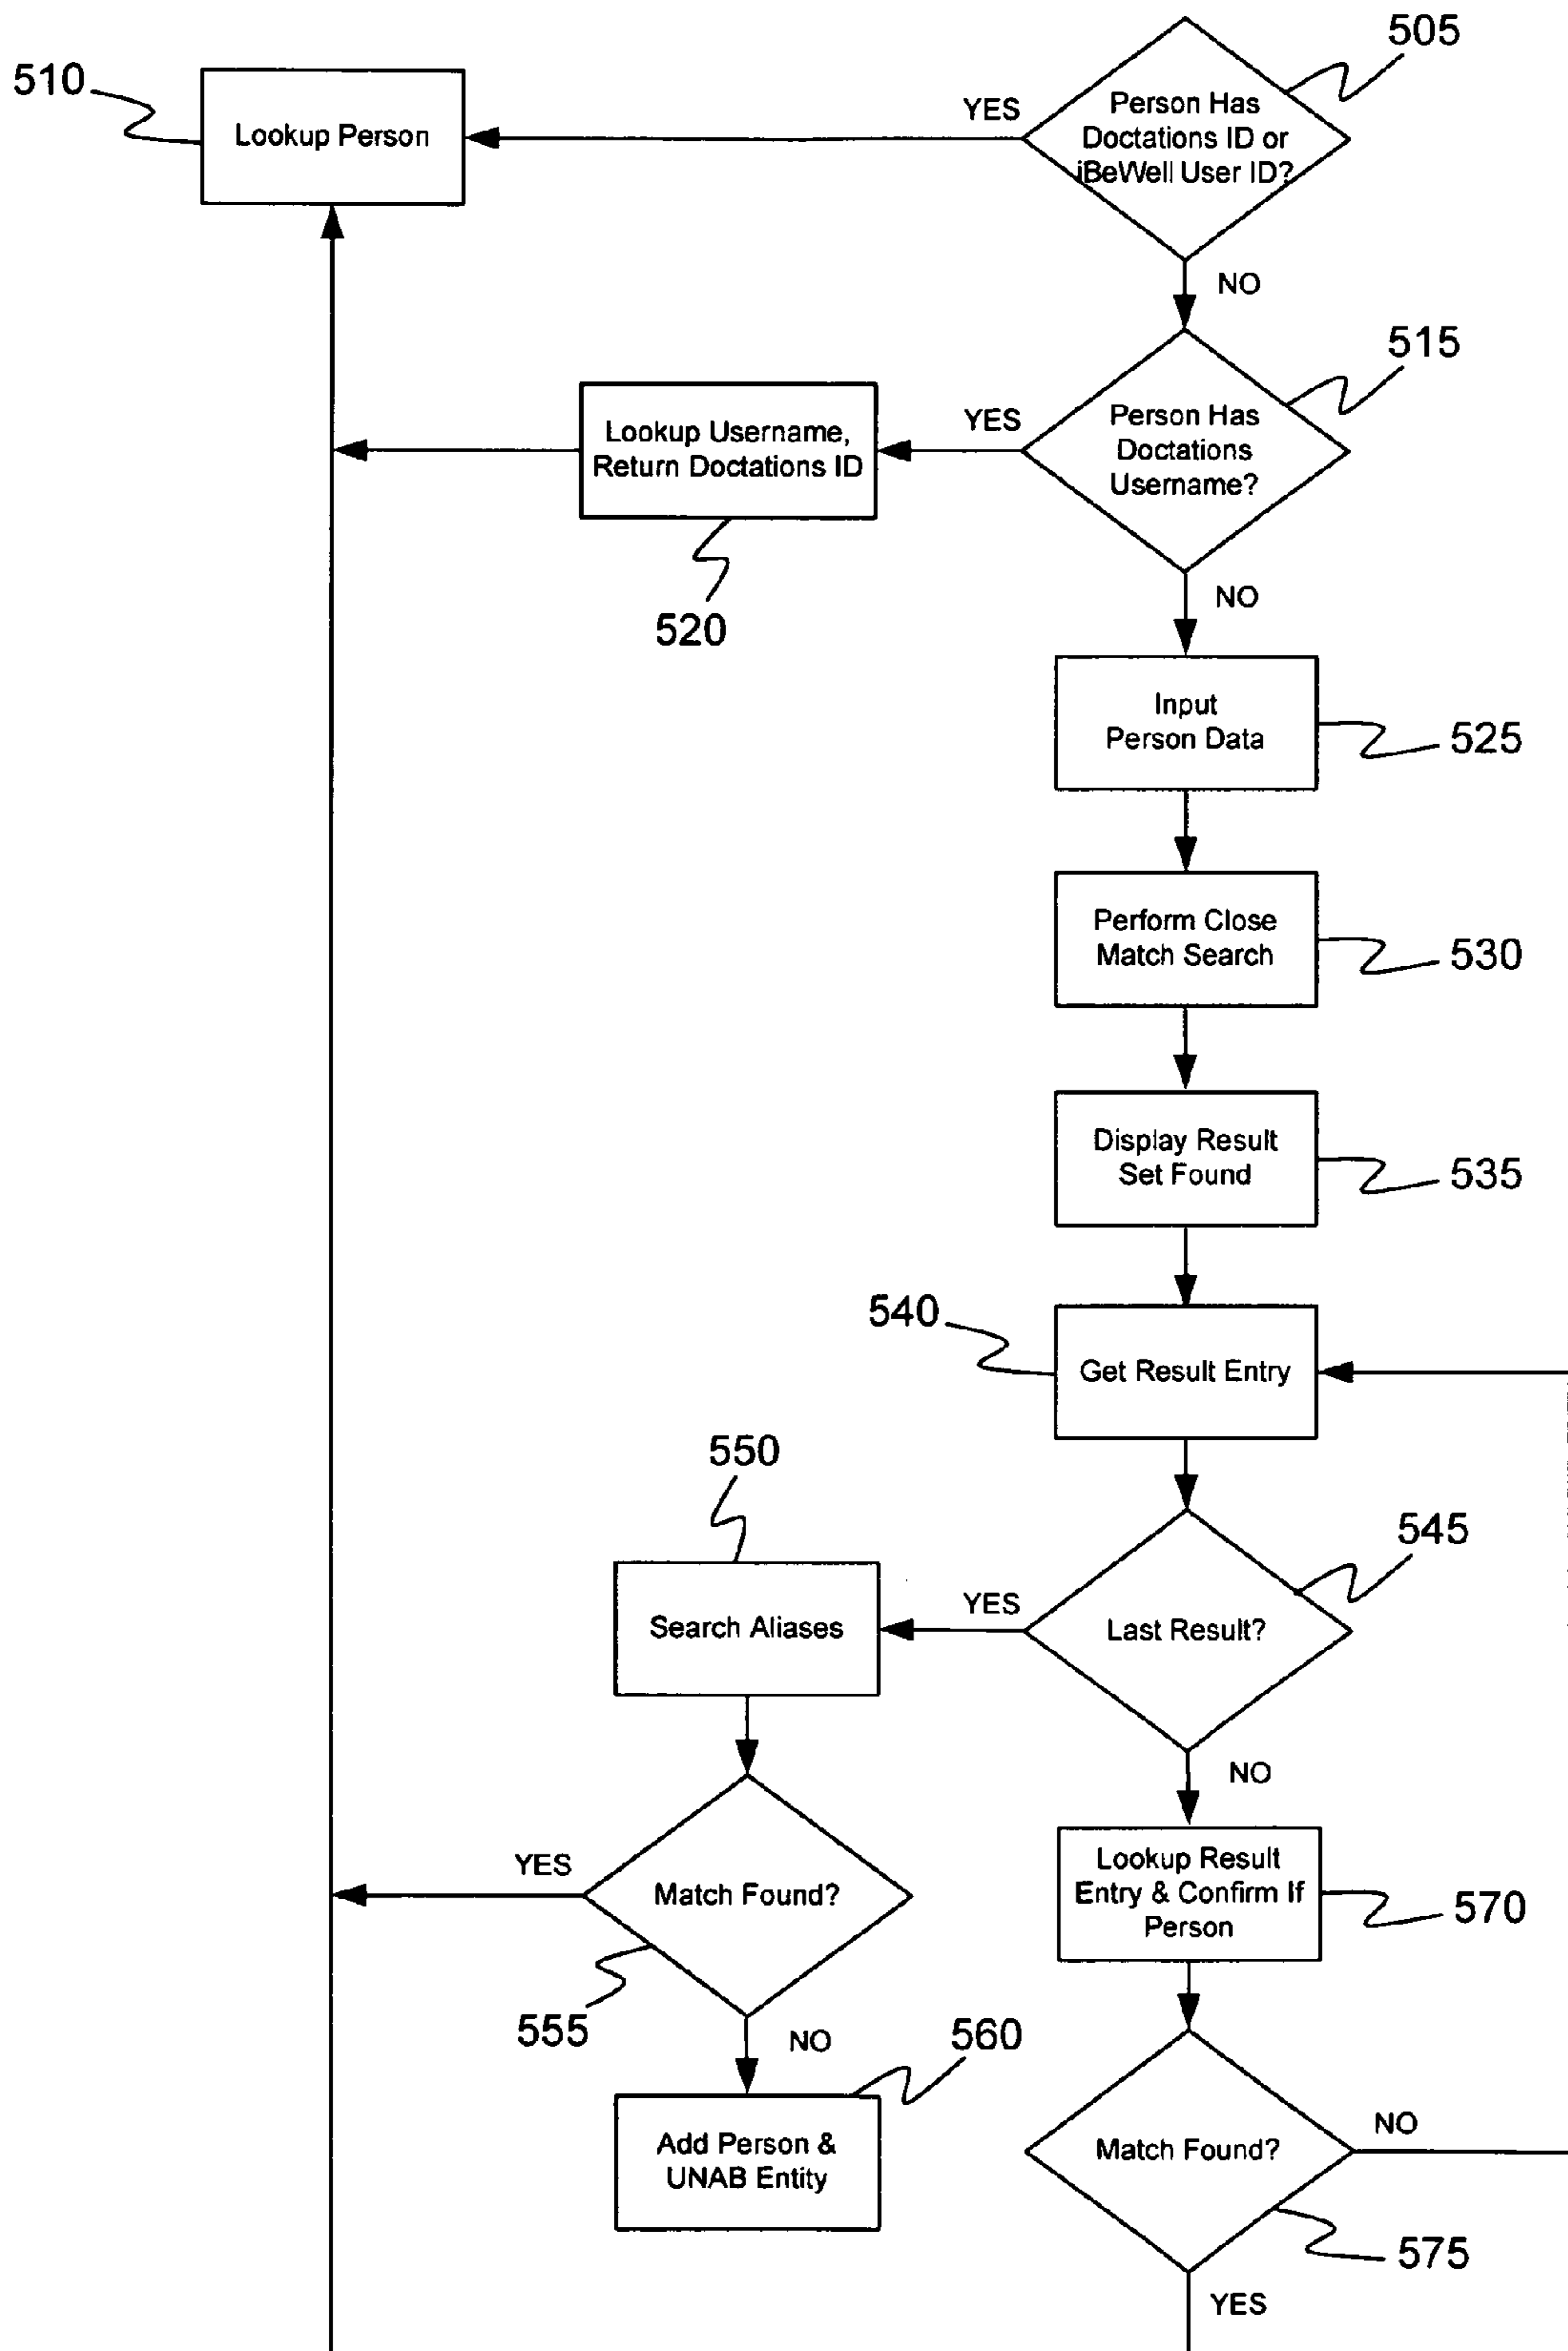 505
510
Lookup Person
YES
Person Has
Doctations ID or
iBeWell User ID?
NO
515
Lookup Username,
Return Doctations ID
YES
Person Has
Doctations
Username?
520
NO
Input
Person Data
525
Perform Close
Match Search
530
Display Result
Set Found
535
540
Get Result Entry
550
545
Search Aliases
YES
Last Result?
NO
YES
Match Found?
Lookup Result
Entry & Confirm If
Person
570
555
NO
560
Add Person &
UNAB Entity
Match Found?
NO
575
YES